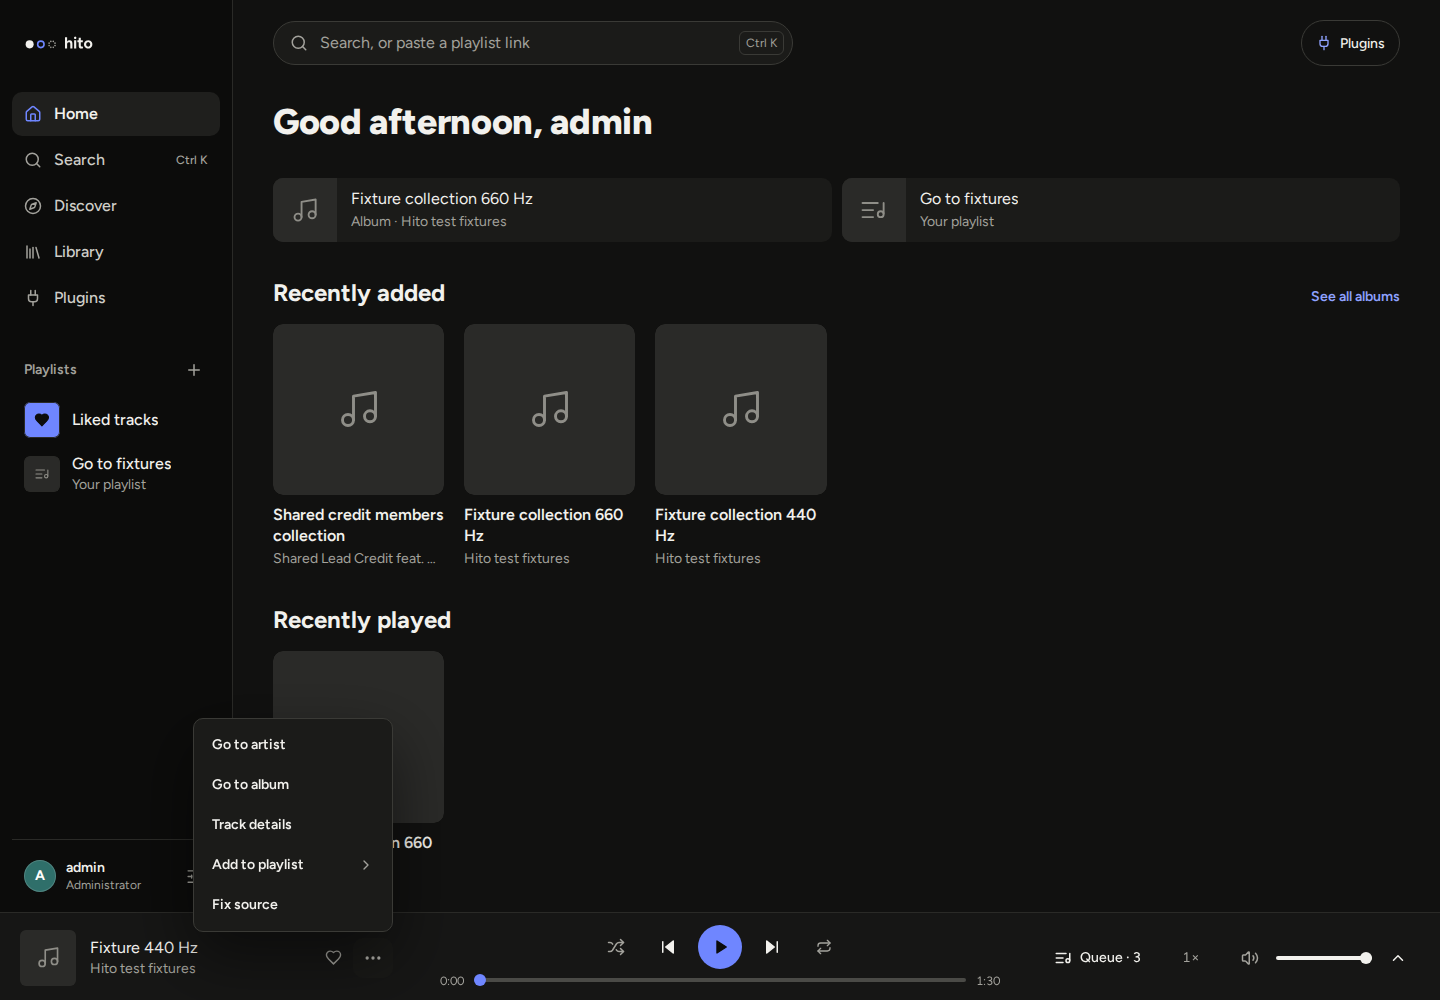 hito
Search, or paste a playlist link
Ctrl K
Plugins
Home
Search
Ctrl K
Discover
Library
Plugins
Playlists
Liked tracks
Go to fixtures
Your playlist
admin
A
Administrator
Good afternoon, admin
Fixture collection 660 Hz
Album · Hito test fixtures
Go to fixtures
Your playlist
Recently added
See all albums
Shared credit members
collection
Shared Lead Credit feat. ...
Fixture collection 660
Hz
Hito test fixtures
Fixture collection 440
Hz
Hito test fixtures
Recently played
660
Go to artist
Go to album
Track details
Add to playlist
Fix source
Fixture 440 Hz
Hito test fixtures
0:00
1:30
Queue · 3
1×